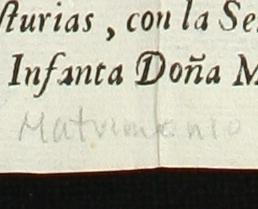 sturias, con la Se
Infanta Doña M
Matrimonio